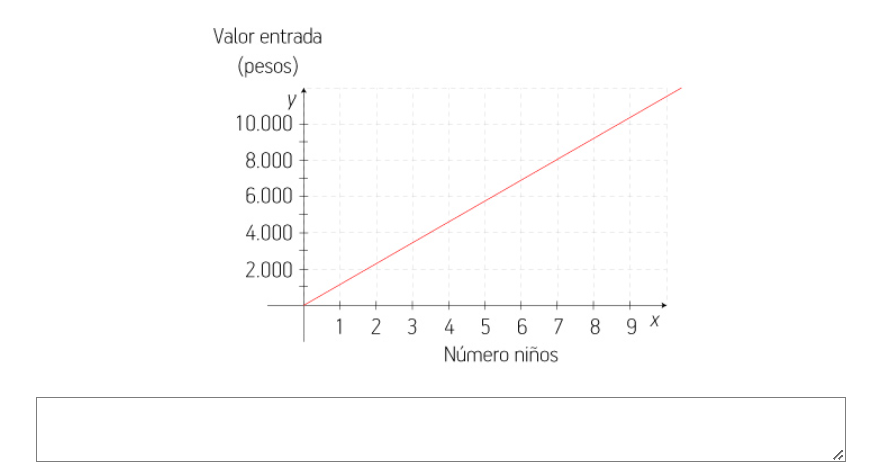 Valor entrada
(pesos)
y
10.000
8.000
6.000
4.000
2.000
1 2 3 4 5 6 7 8 9 x
Número niños